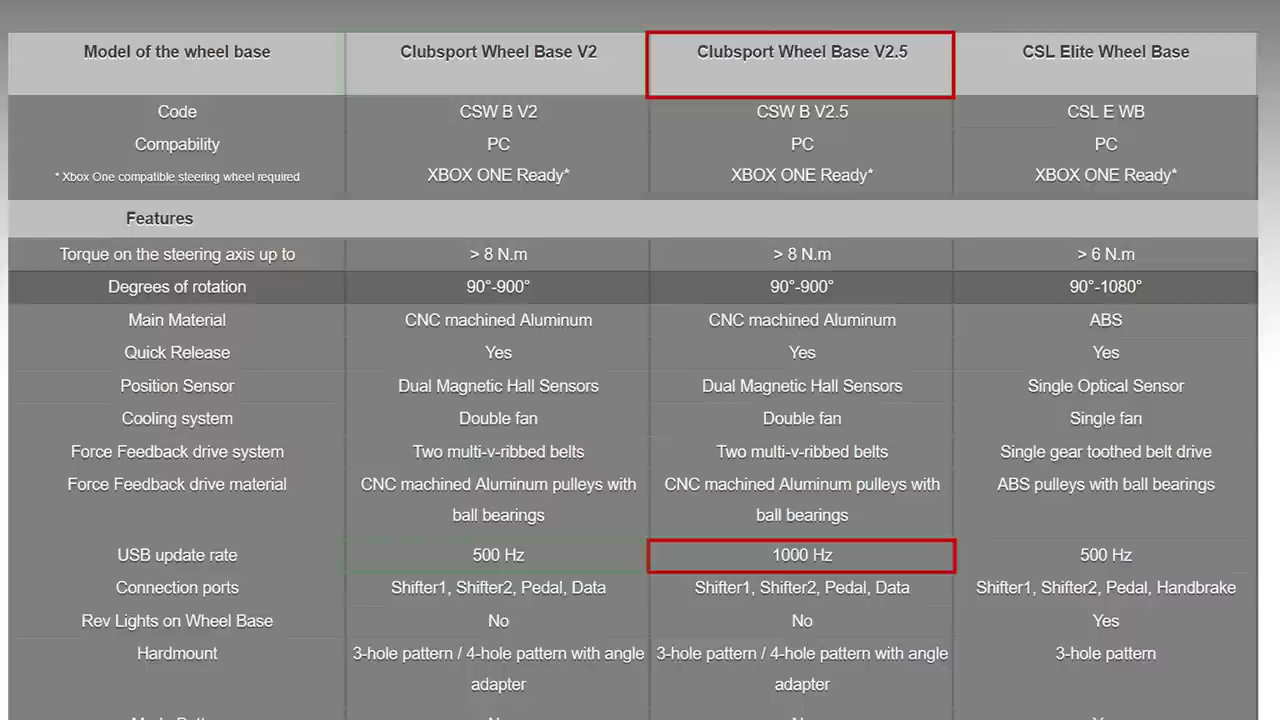 Model of the wheel base Clubsport Wheel Base V2 Clubsport Wheel Base V2.5 CSL Elite Wheel Base
Code CSW B V2 CSW B V2.5 CSL E WB
Compability PC PC PC
* Xbox One compatible steering wheel required XBOX ONE Ready* XBOX ONE Ready* XBOX ONE Ready*
Features
Torque on the steering axis up to > 8 N.m > 8 N.m > 6 N.m
Degrees of rotation 90°-900° 90°-900° 90°-1080°
Main Material CNC machined Aluminum CNC machined Aluminum ABS
Quick Release Yes Yes Yes
Position Sensor Dual Magnetic Hall Sensors Dual Magnetic Hall Sensors Single Optical Sensor
Cooling system Double fan Double fan Single fan
Force Feedback drive system Two multi-v-ribbed belts Two multi-v-ribbed belts Single gear toothed belt drive
Force Feedback drive material CNC machined Aluminum pulleys with CNC machined Aluminum pulleys with ABS pulleys with ball bearings
ball bearings ball bearings
USB update rate 500 Hz 1000 Hz 500 Hz
Connection ports Shifter1, Shifter2, Pedal, Data Shifter1, Shifter2, Pedal, Data Shifter1, Shifter2, Pedal, Handbrake
Rev Lights on Wheel Base No No Yes
Hardmount 3-hole pattern / 4-hole pattern with angle 3-hole pattern / 4-hole pattern with angle 3-hole pattern
adapter adapter